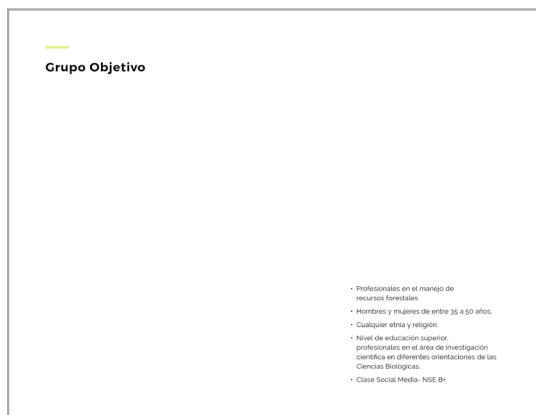 Grupo Objetivo
• Profesionales en el manejo de
recursos forestales.
• Hombres y mujeres de entre 35 a 50 años.
• Cualquier etnia y religión.
• Nivel de educación superior,
profesionales en el área de investigación
científica en diferentes orientaciones de las
Ciencias Biológicas.
• Clase Social Media- NSE B+